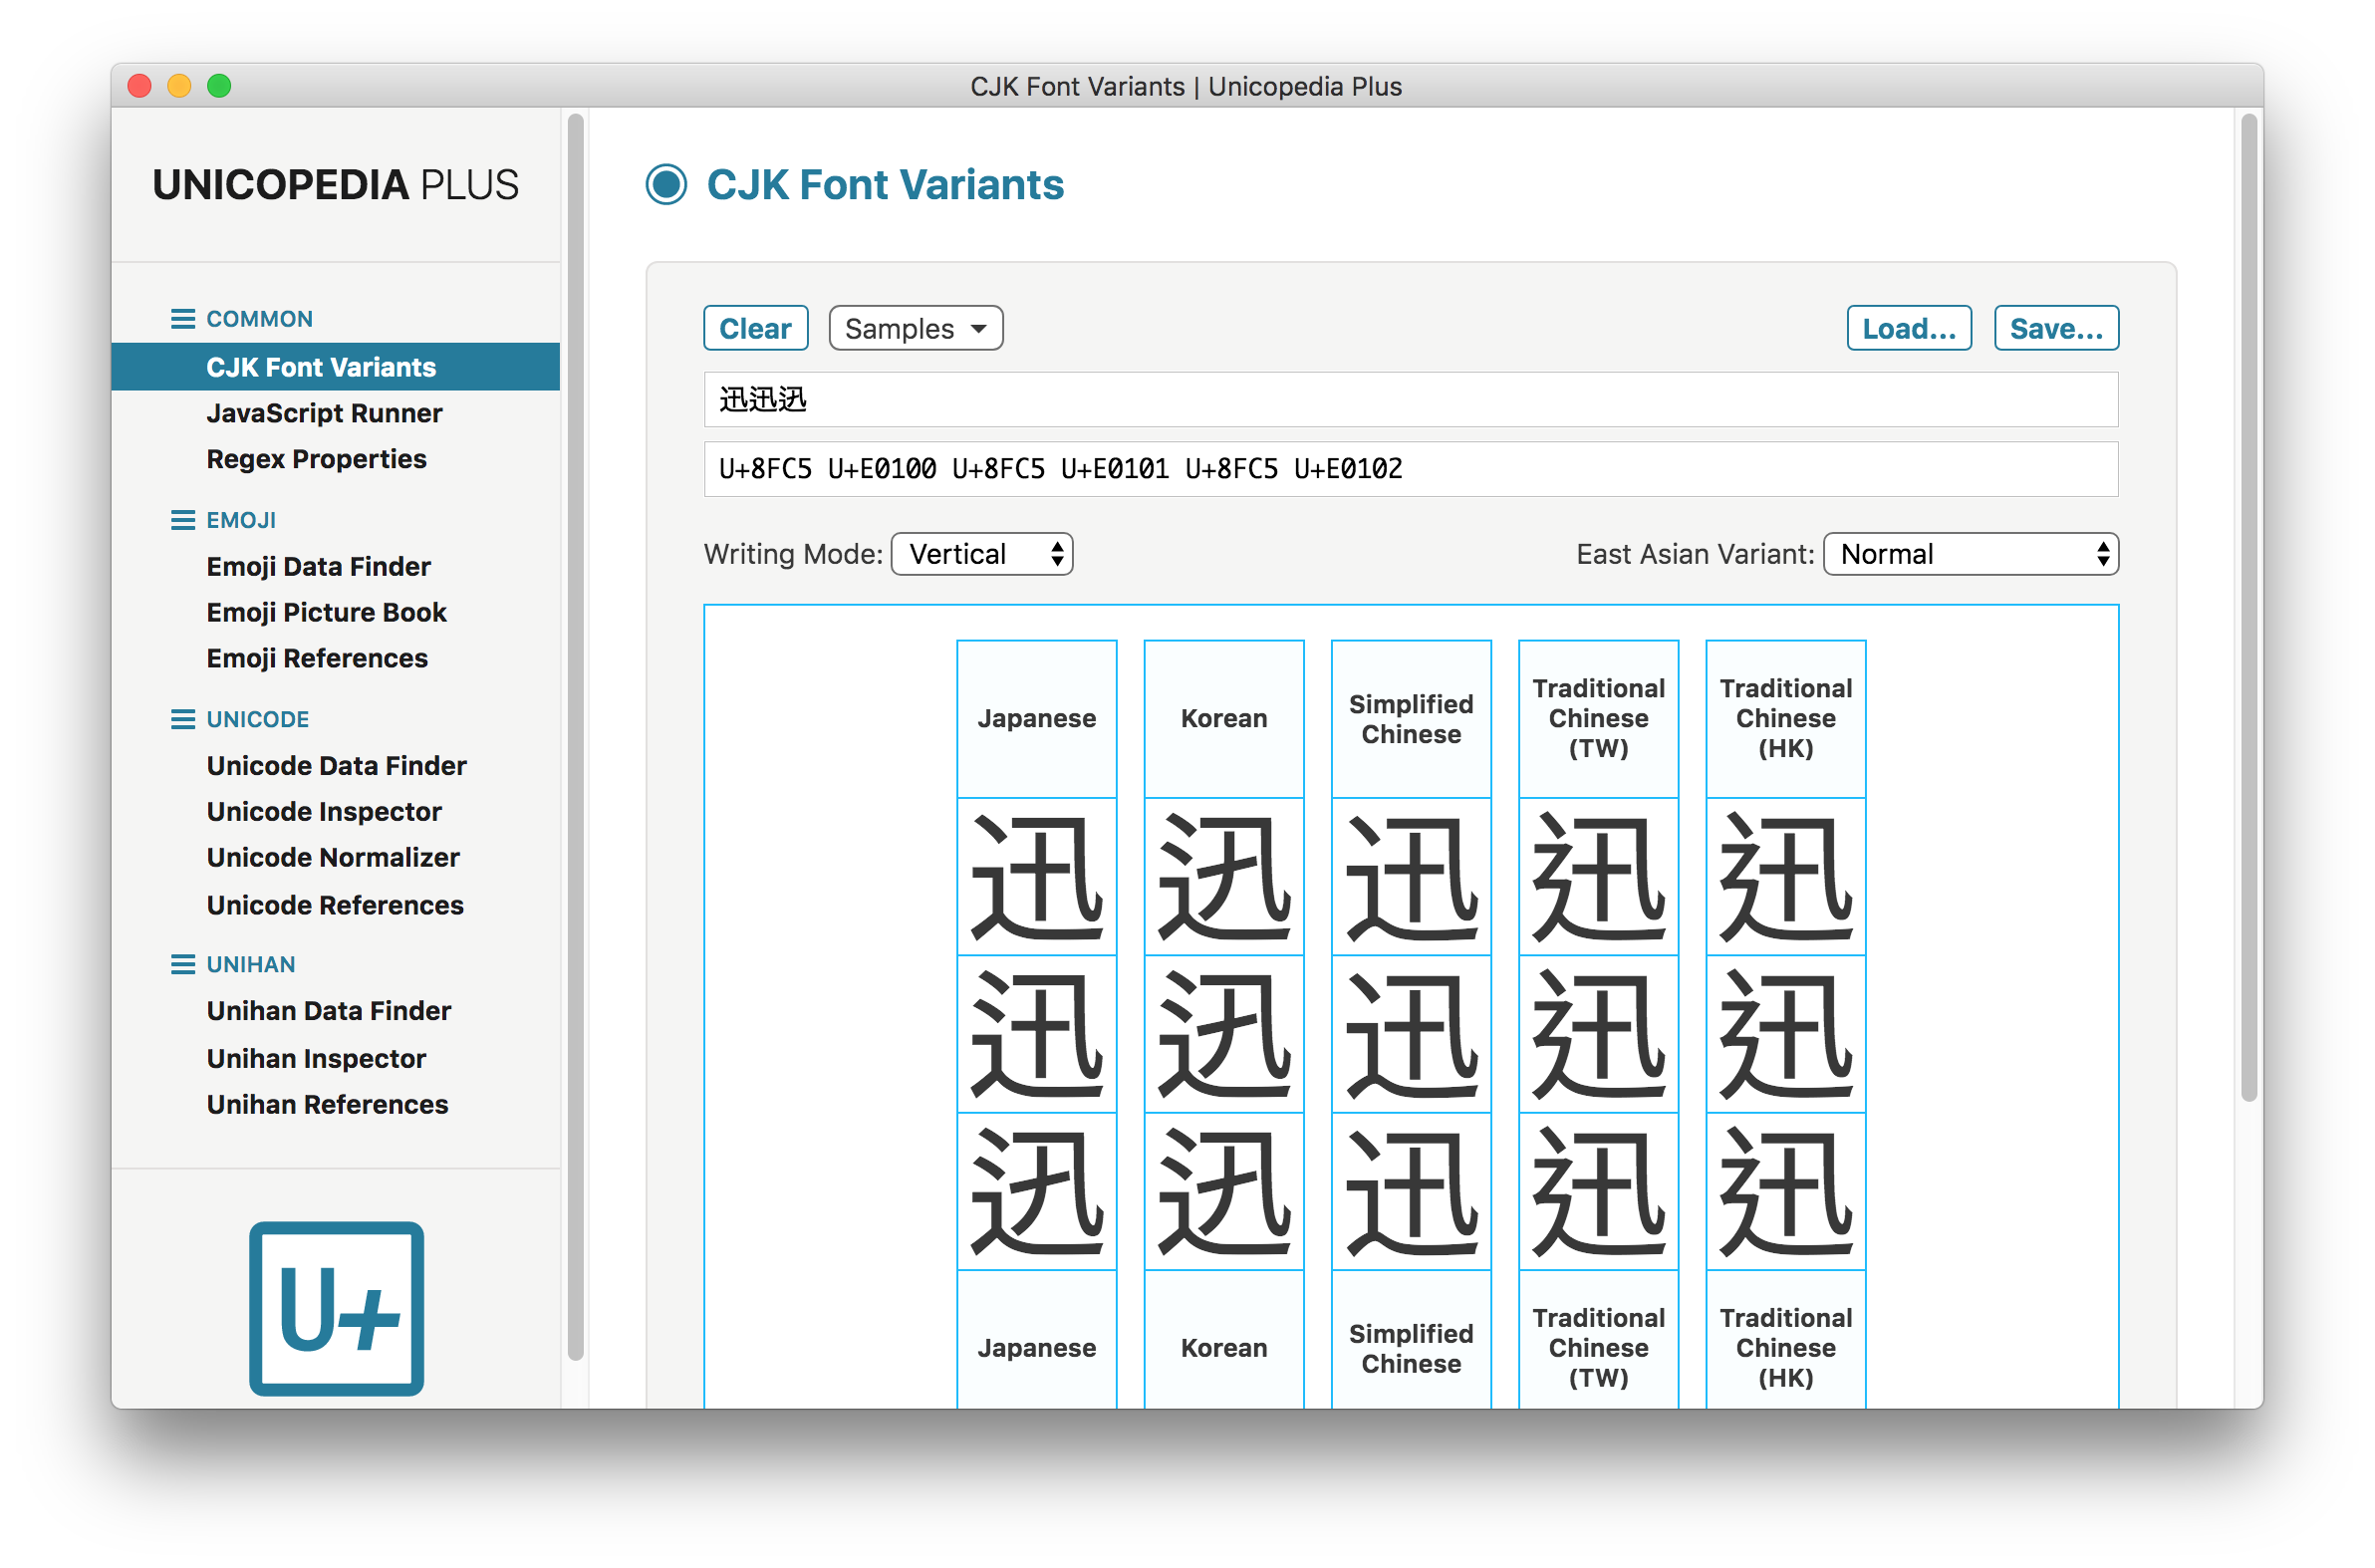 CJK Font Variants | Unicopedia Plus
UNICOPEDIA PLUS
COMMON
CJK Font Variants
JavaScript Runner
Regex Properties
EMOJI
Emoji Data Finder
Emoji Picture Book
Emoji References
UNICODE
Unicode Data Finder
Unicode Inspector
Unicode Normalizer
Unicode References
UNIHAN
Unihan Data Finder
Unihan Inspector
Unihan References
U+
CJK Font Variants
Clear Samples Load... Save...
迅󠄀迅󠄁迅󠄂
U+8FC5 U+E0100 U+8FC5 U+E0101 U+8FC5 U+E0102
Writing Mode: Vertical East Asian Variant: Normal
Japanese Korean Simplified Chinese Traditional Chinese (TW) Traditional Chinese (HK)
迅 迅 迅 迅 迅
迅 迅 迅 迅 迅
迅 迅 迅 迅 迅
Japanese Korean Simplified Chinese Traditional Chinese (TW) Traditional Chinese (HK)